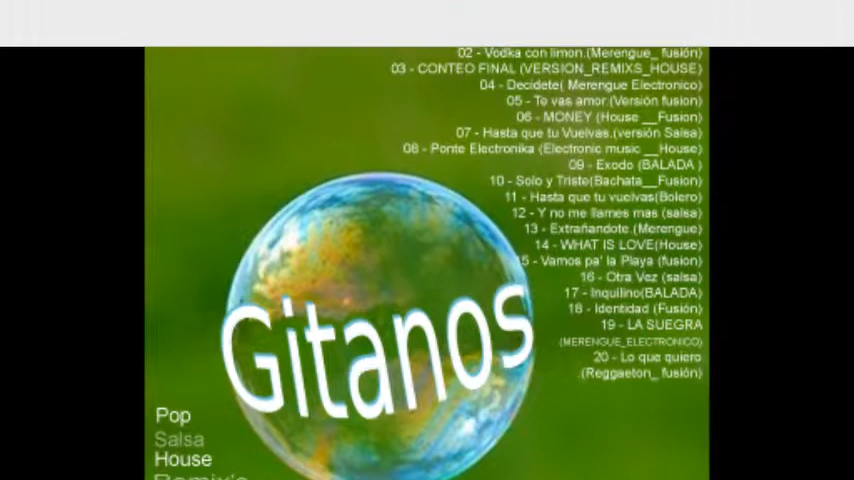 02 - Vodka con limon.(Merengue_ fusión)
03 - CONTEO FINAL (VERSION_REMIXS_HOUSE)
04 - Decidete( Merengue Electronico)
05 - Te vas amor.(Versión fusion)
06 - MONEY (House __Fusion)
07 - Hasta que tu Vuelvas.(versión Salsa)
08 - Ponte Electronika (Electronic music __House)
09 - Exodo (BALADA )
10 - Solo y Triste(Bachata__Fusion)
11 - Hasta que tu vuelvas(Bolero)
12 - Y no me llames mas (salsa)
13 - Extrañandote.(Merengue)
14 - WHAT IS LOVE(House)
5 - Vamos pa' la Playa (fusion)
16 - Otra Vez (salsa)
17 - Inquilino(BALADA)
18 - Identidad (Fusión)
19 - LA SUEGRA
(MERENGUE_ELECTRONICO)
20 - Lo que quiero
.(Reggaeton_ fusión)
Gitanos
Pop
Salsa
House
Remix's